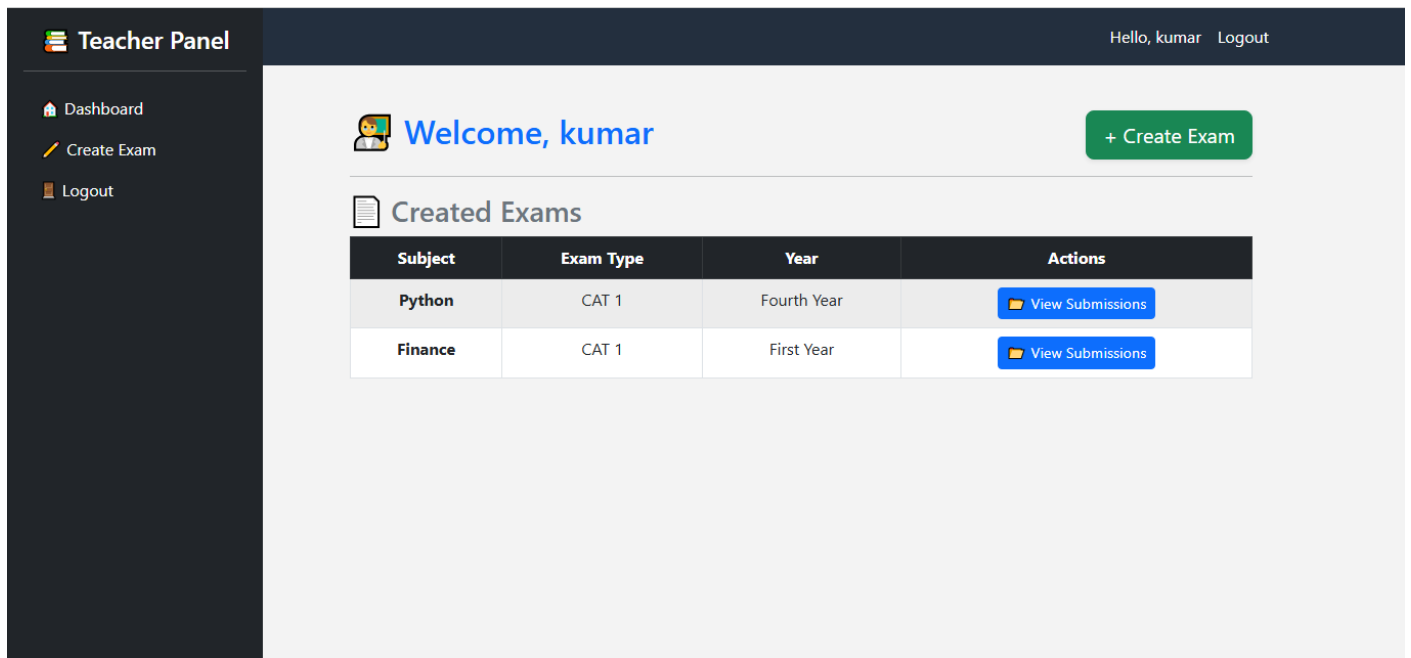 Teacher Panel
Hello, kumar Logout
Dashboard
Create Exam
Logout
Welcome, kumar
+ Create Exam
Created Exams
Subject Exam Type Year Actions
Python CAT 1 Fourth Year View Submissions
Finance CAT 1 First Year View Submissions